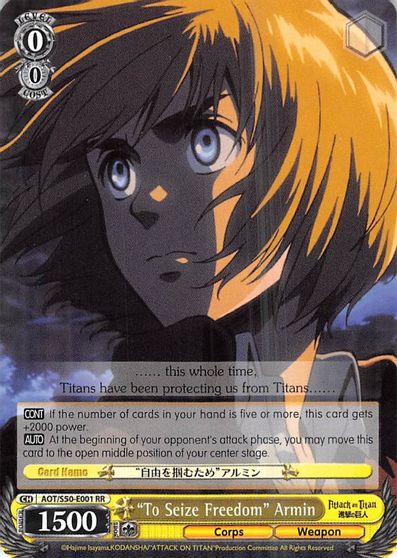 LEVEL
0
0
COST
...... this whole time,
Titans have been protecting us from Titans......
CONT If the number of cards in your hand is five or more, this card gets
+2000 power.
AUTO At the beginning of your opponent's attack phase, you may move this
card to the open middle position of your center stage.
Card Name “自由を掴むため”アルミン
CH AOT/S50-E001 RR
1500
“To Seize Freedom” Armin
Attack on Titan
進撃の巨人
Corps Weapon
©Hajime Isayama,KODANSHA/"ATTACK ON TITAN"Production Committee All Rights Reserved